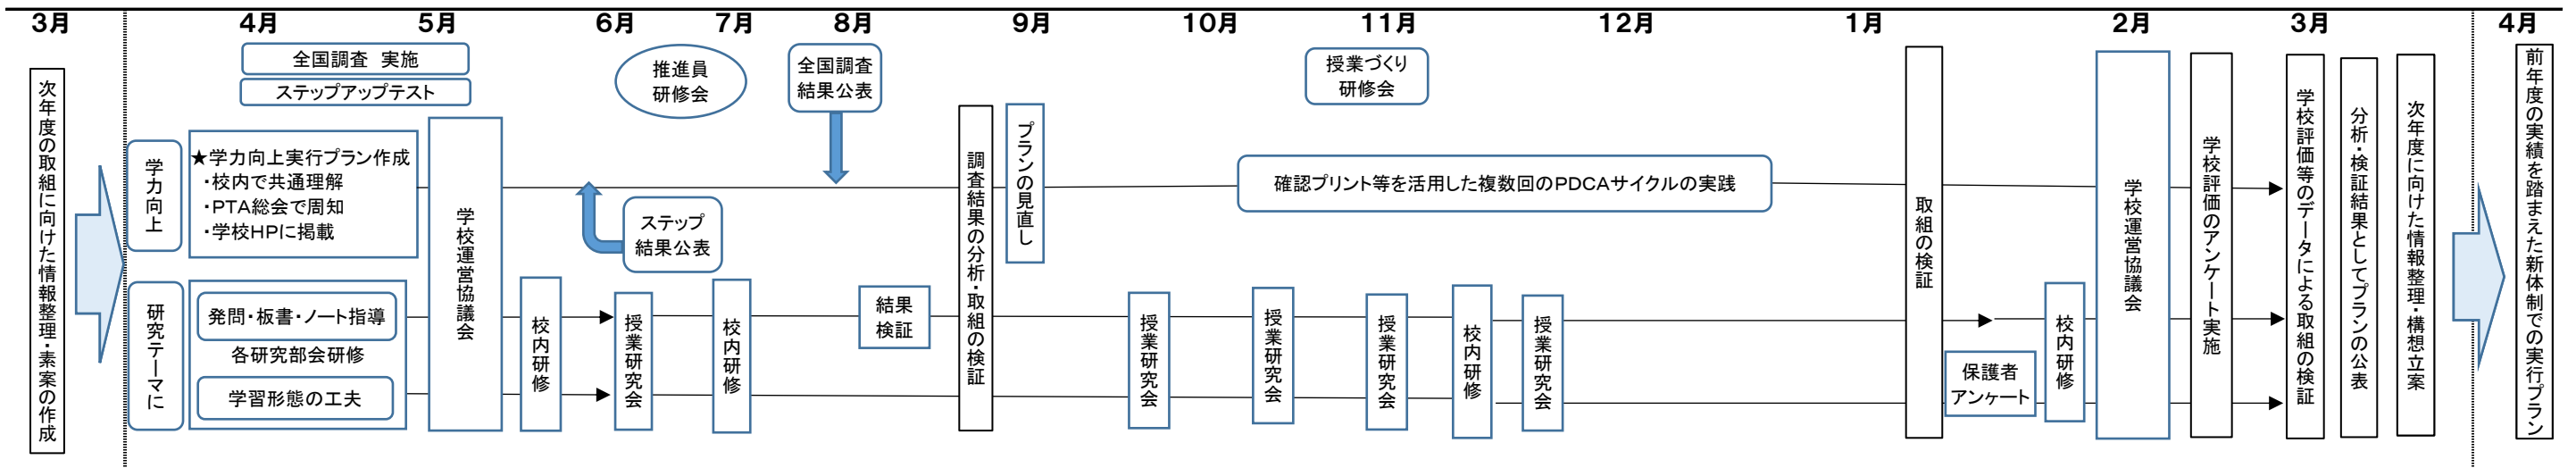 3月
4月
5月
6月
7月
8月
9月
10月
11月
12月
1月
2月
3月
4月
次年度の取組に向けた情報整理・素案の作成
全国調査　実施
ステップアップテスト
学力向上
★学力向上実行プラン作成
・校内で共通理解
・PTA総会で周知
・学校HPに掲載
研究テーマに
発問・板書・ノート指導
各研究部会研修
学習形態の工夫
学校運営協議会
校内研修
推進員
研修会
ステップ
結果公表
授業研究会
校内研修
全国調査
結果公表
結果
検証
調査結果の分析・取組の検証
プランの見直し
授業づくり
研修会
確認プリント等を活用した複数回のPDCAサイクルの実践
授業研究会
授業研究会
授業研究会
校内研修
授業研究会
取組の検証
保護者
アンケート
校内研修
学校運営協議会
学校評価のアンケート実施
学校評価等のデータによる取組の検証
分析・検証結果としてプランの公表
次年度に向けた情報整理・構想立案
前年度の実績を踏まえた新体制での実行プラン